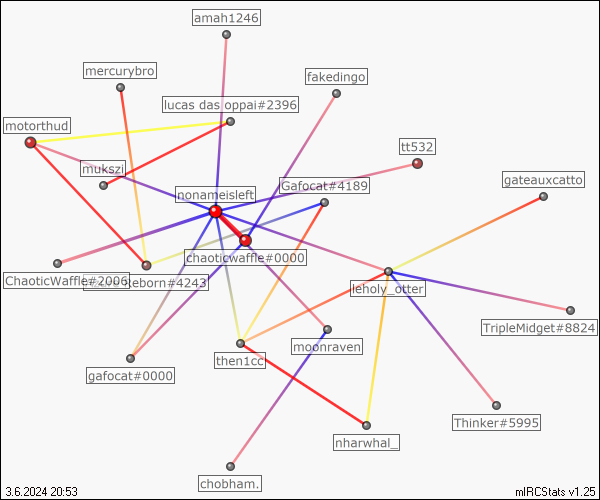 amah1246
mercurybro
fakedingo
lucas das oppai#2396
motorthud
tt532
mukszi
gateauxcatto
nonameisleft
Gafocat#4189
chaoticwaffle#0000
ChaoticWaffle#2006
Reborn#4243
leholy_otter
TripleMidget#8824
moonraven
then1cc
gafocat#0000
Thinker#5995
nharwhal_
chobham.
3.6.2024 20:53
mIRCStats v1.25